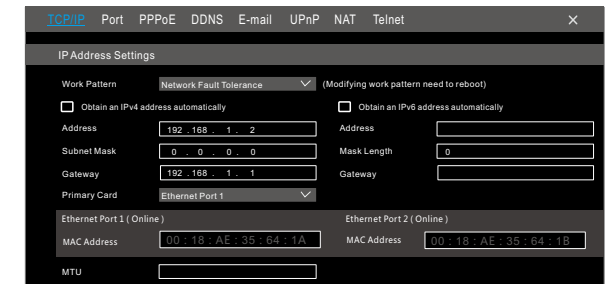 TCP/IP Port PPPoE DDNS E-mail UPnP NAT Telnet ×
IP Address Settings
Work Pattern Network Fault Tolerance (Modifying work pattern need to reboot)
Obtain an IPv4 address automatically Obtain an IPv6 address automatically
Address 192 . 168 . 1 . 2 Address
Subnet Mask 0 . 0 . 0 . 0 Mask Length 0
Gateway 192 . 168 . 1 . 1 Gateway
Primary Card Ethernet Port 1
Ethernet Port 1 ( Online ) Ethernet Port 2 ( Online )
MAC Address 00 : 18 : AE : 35 : 64 : 1A MAC Address 00 : 18 : AE : 35 : 64 : 1B
MTU